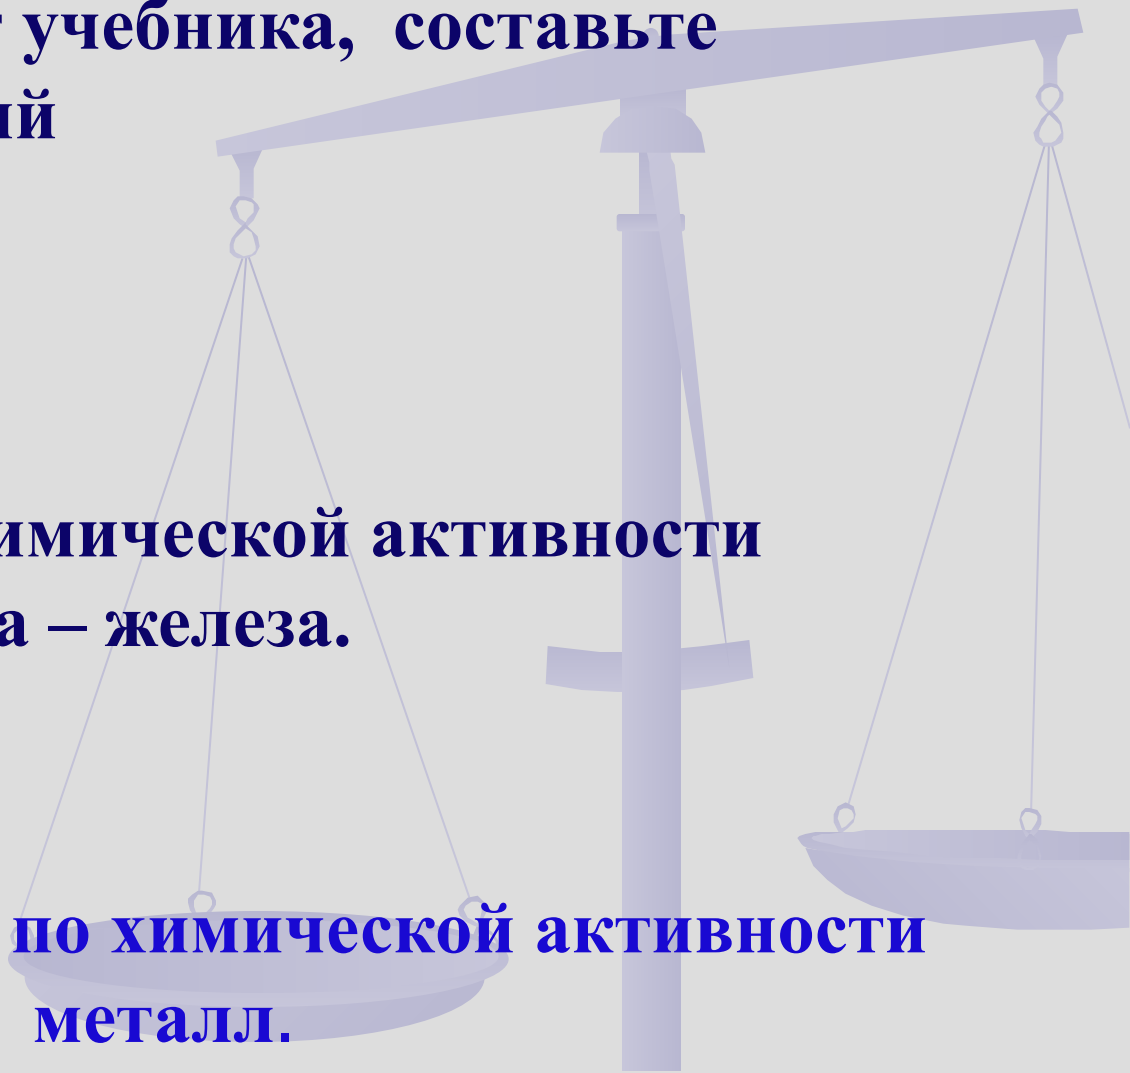 учебника, составьте
ий
имической активности
а – железа.
по химической активности
металл.